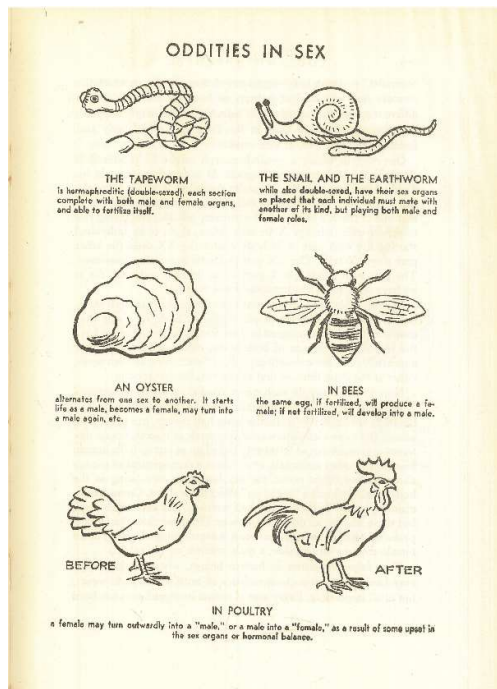 ODDITIES IN SEX
THE TAPEWORM
is hermaphroditic (double-sexed), each section
complete with both male and female organs,
and able to fertilize itself.
THE SNAIL AND THE EARTHWORM
while also double-sexed, have their sex organs
so placed that each individual must mate with
another of its kind, but playing both male and
female roles.
AN OYSTER
alternates from one sex to another. It starts
life as a male, becomes a female, may turn into
a male again, etc.
IN BEES
the same egg, if fertilized, will produce a fe-
male; if not fertilized, will develop into a male.
BEFORE
AFTER
IN POULTRY
a female may turn outwardly into a "male," or a male into a "female," as a result of some upset in
the sex organs or hormonal balance.